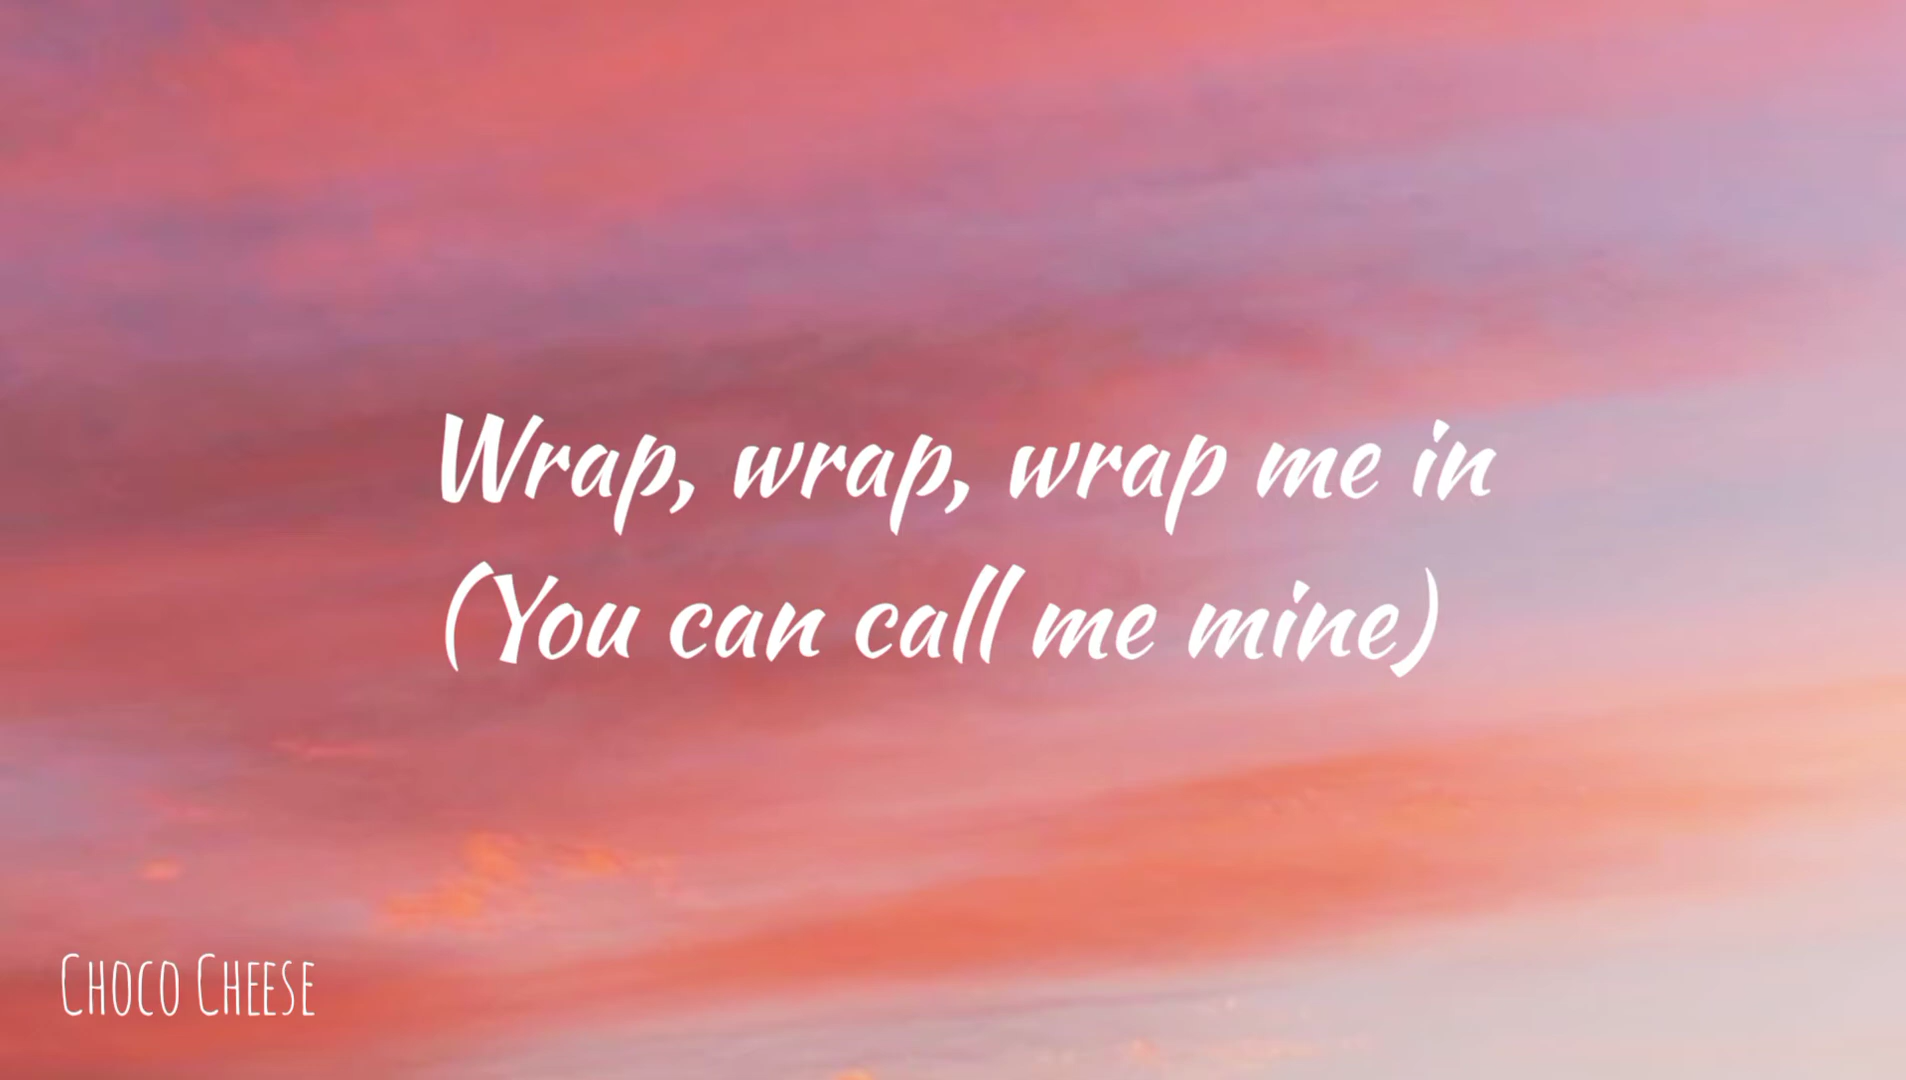 Wrap, wrap, wrap me in
(You can call me mine)
Choco Cheese